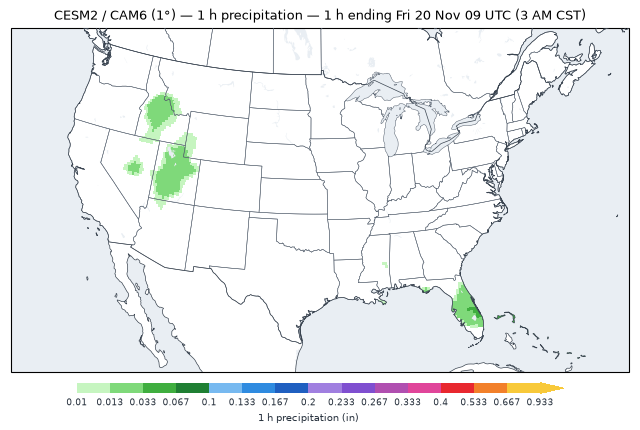 CESM2 / CAM6 (1°) — 1 h precipitation — 1 h ending Fri 20 Nov 09 UTC (3 AM CST)
0.01 0.013 0.033 0.067 0.1 0.133 0.167 0.2 0.233 0.267 0.333 0.4 0.533 0.667 0.933
1 h precipitation (in)